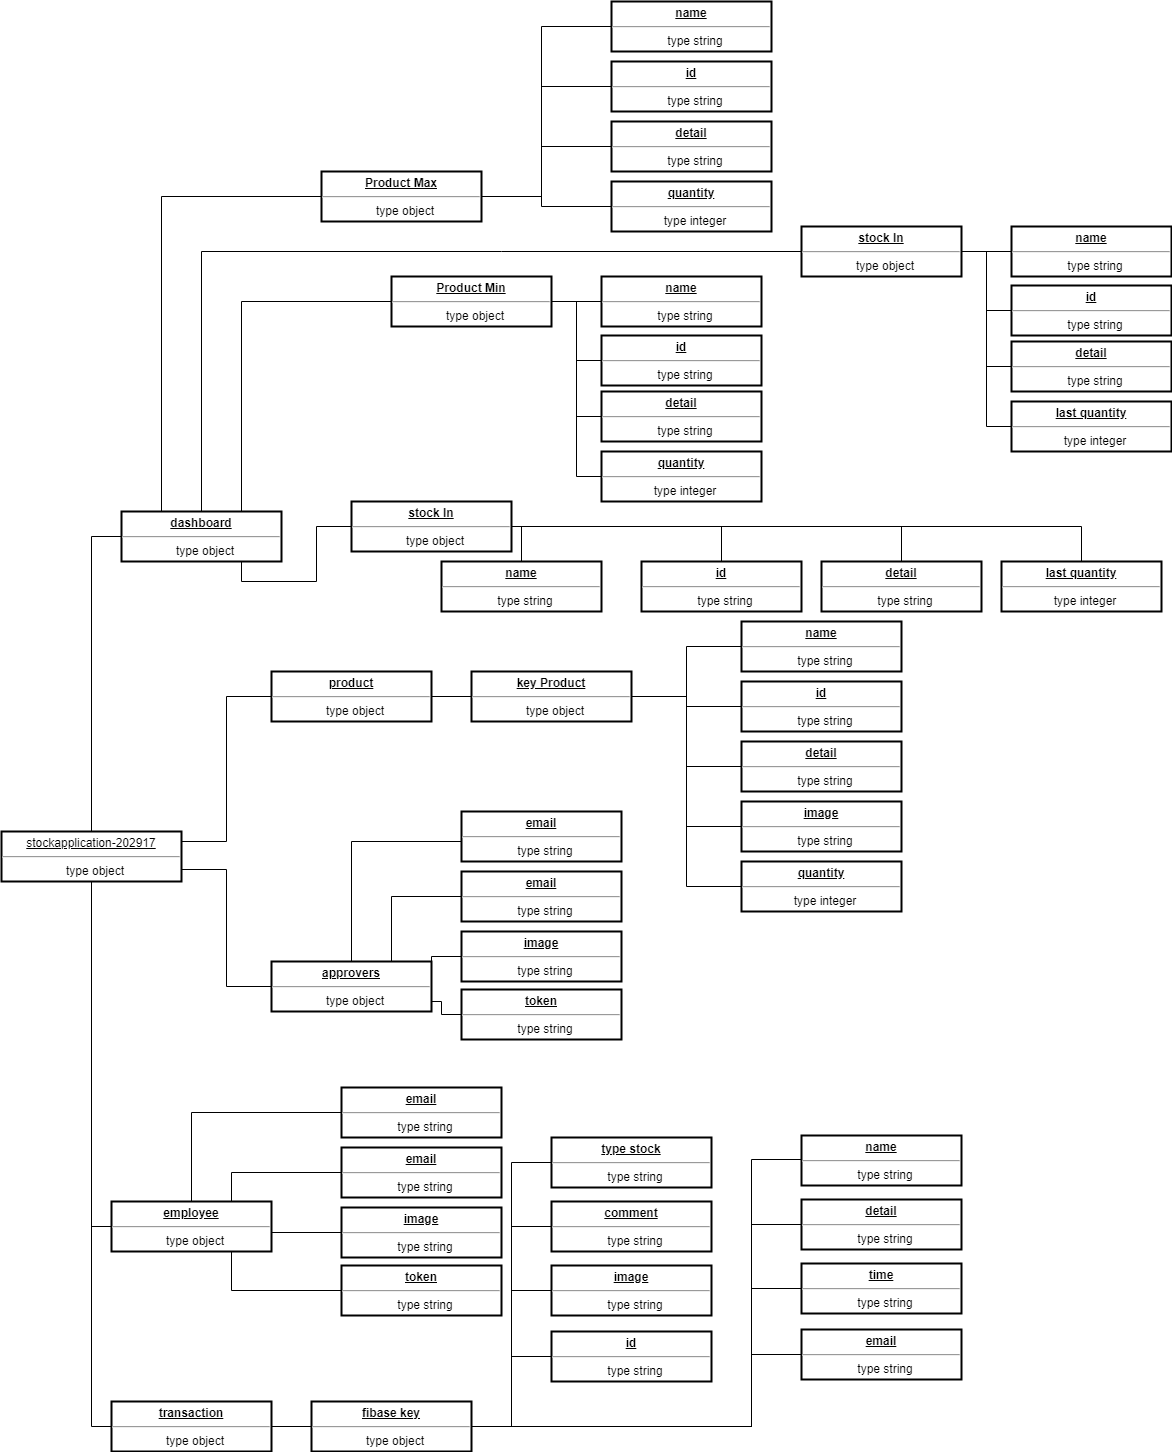 name
type string
id
type string
detail
type string
Product Max
type object
quantity
type integer
stock In
type object
name
type string
Product Min
type object
name
type string
id
type string
id
type string
detail
type string
detail
type string
last quantity
type integer
quantity
type integer
dashboard
type object
stock In
type object
name
type string
id
type string
detail
type string
last quantity
type integer
name
type string
product
type object
key Product
type object
id
type string
detail
type string
image
type string
quantity
type integer
stockapplication-202917
type object
email
type string
email
type string
image
type string
approvers
type object
token
type string
email
type string
email
type string
employee
type object
image
type string
token
type string
type stock
type string
comment
type string
image
type string
id
type string
name
type string
detail
type string
time
type string
email
type string
transaction
type object
fibase key
type object